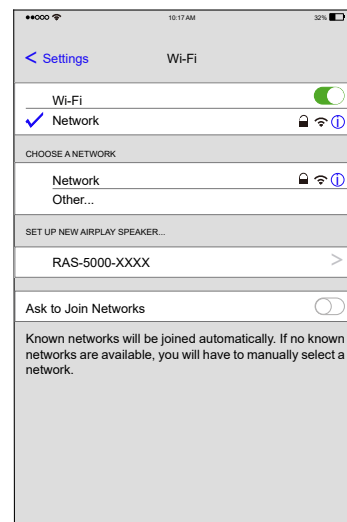 10:17 AM 32%
< Settings Wi-Fi
Wi-Fi
Network
CHOOSE A NETWORK
Network
Other...
SET UP NEW AIRPLAY SPEAKER...
RAS-5000-XXXX >
Ask to Join Networks
Known networks will be joined automatically. If no known
networks are available, you will have to manually select a
network.